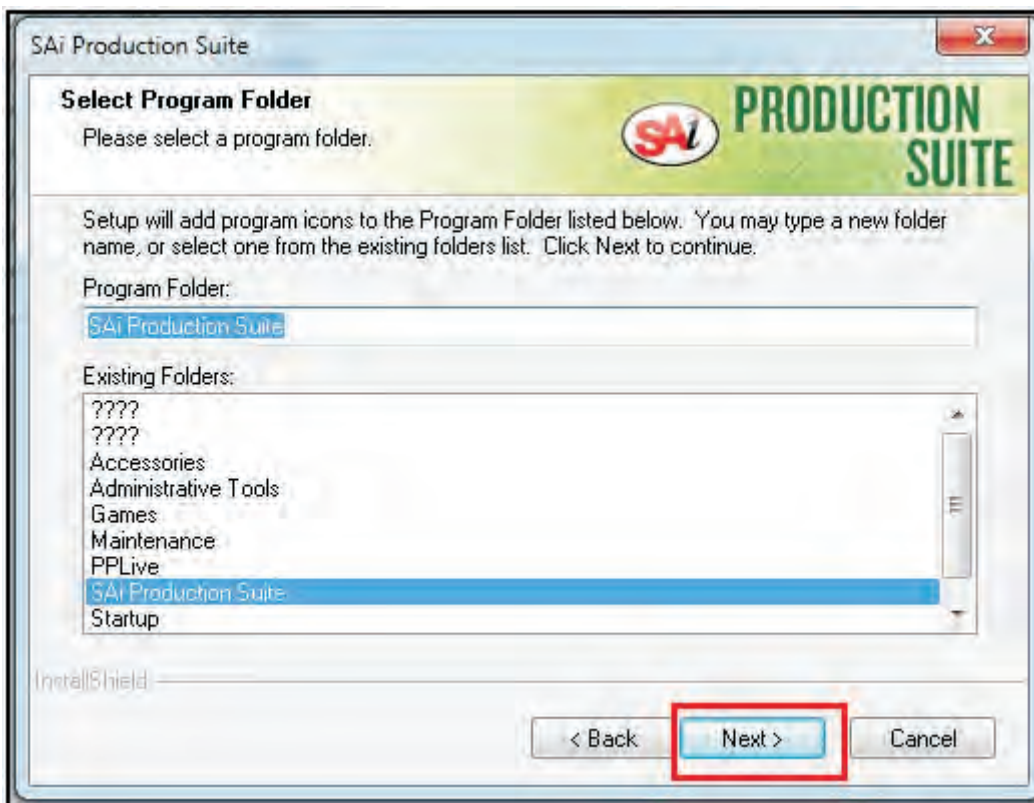 SAi Production Suite
Select Program Folder
Please select a program folder.
SAi
PRODUCTION
SUITE
Setup will add program icons to the Program Folder listed below. You may type a new folder
name, or select one from the existing folders list. Click Next to continue.
Program Folder:
SAi Production Suite
Existing Folders:
????
????
Accessories
Administrative Tools
Games
Maintenance
PPLive
SAi Production Suite
Startup
InstallShield
< Back
Next >
Cancel